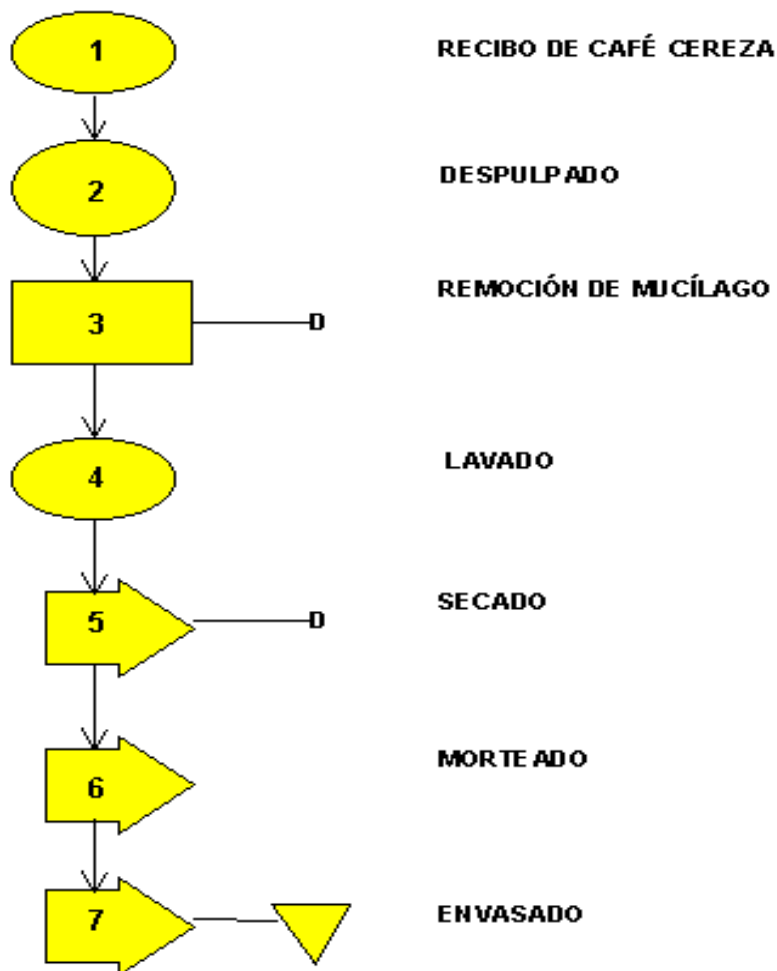 1 RECIBO DE CAFÉ CEREZA
2 DESPULPADO
3 D REMOCIÓN DE MUCÍLAGO
4 LAVADO
5 D SECADO
6 MORTEADO
7 ENVASADO